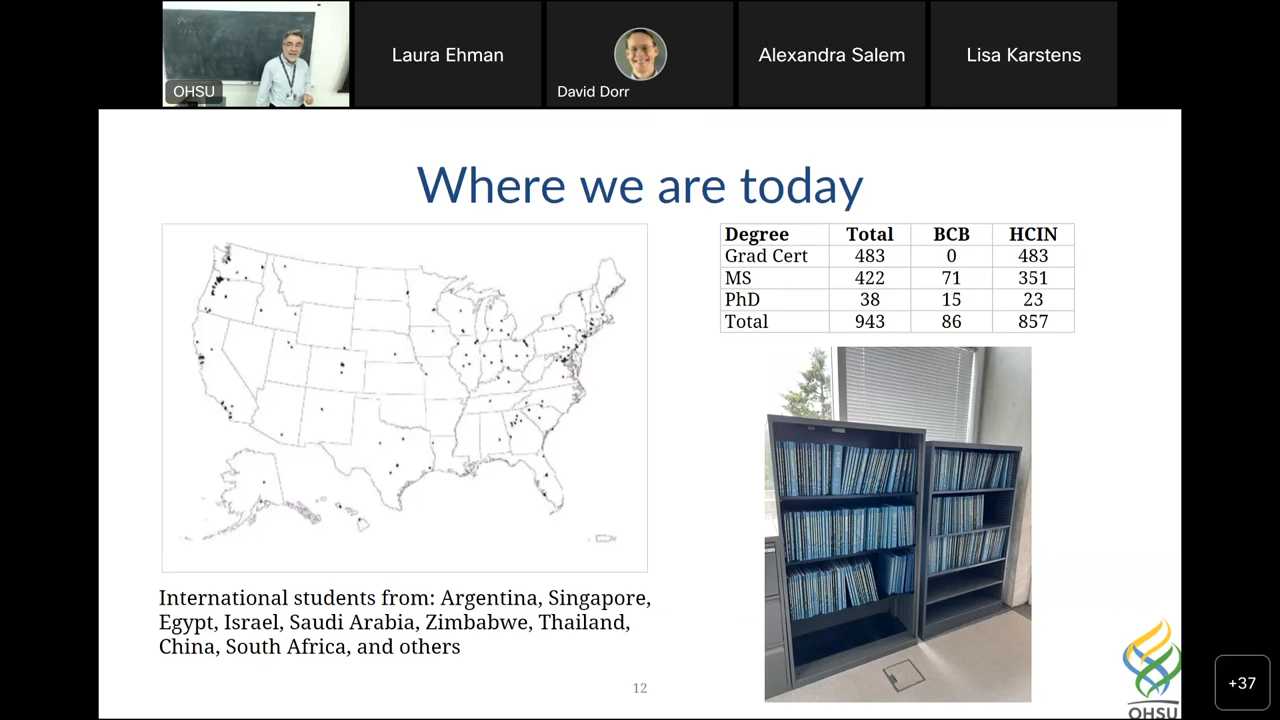 OHSU
Laura Ehman
David Dorr
Alexandra Salem
Lisa Karstens
Where we are today
Degree Total BCB HCIN
Grad Cert 483 0 483
MS 422 71 351
PhD 38 15 23
Total 943 86 857
International students from: Argentina, Singapore,
Egypt, Israel, Saudi Arabia, Zimbabwe, Thailand,
China, South Africa, and others
12
OHSU
+37